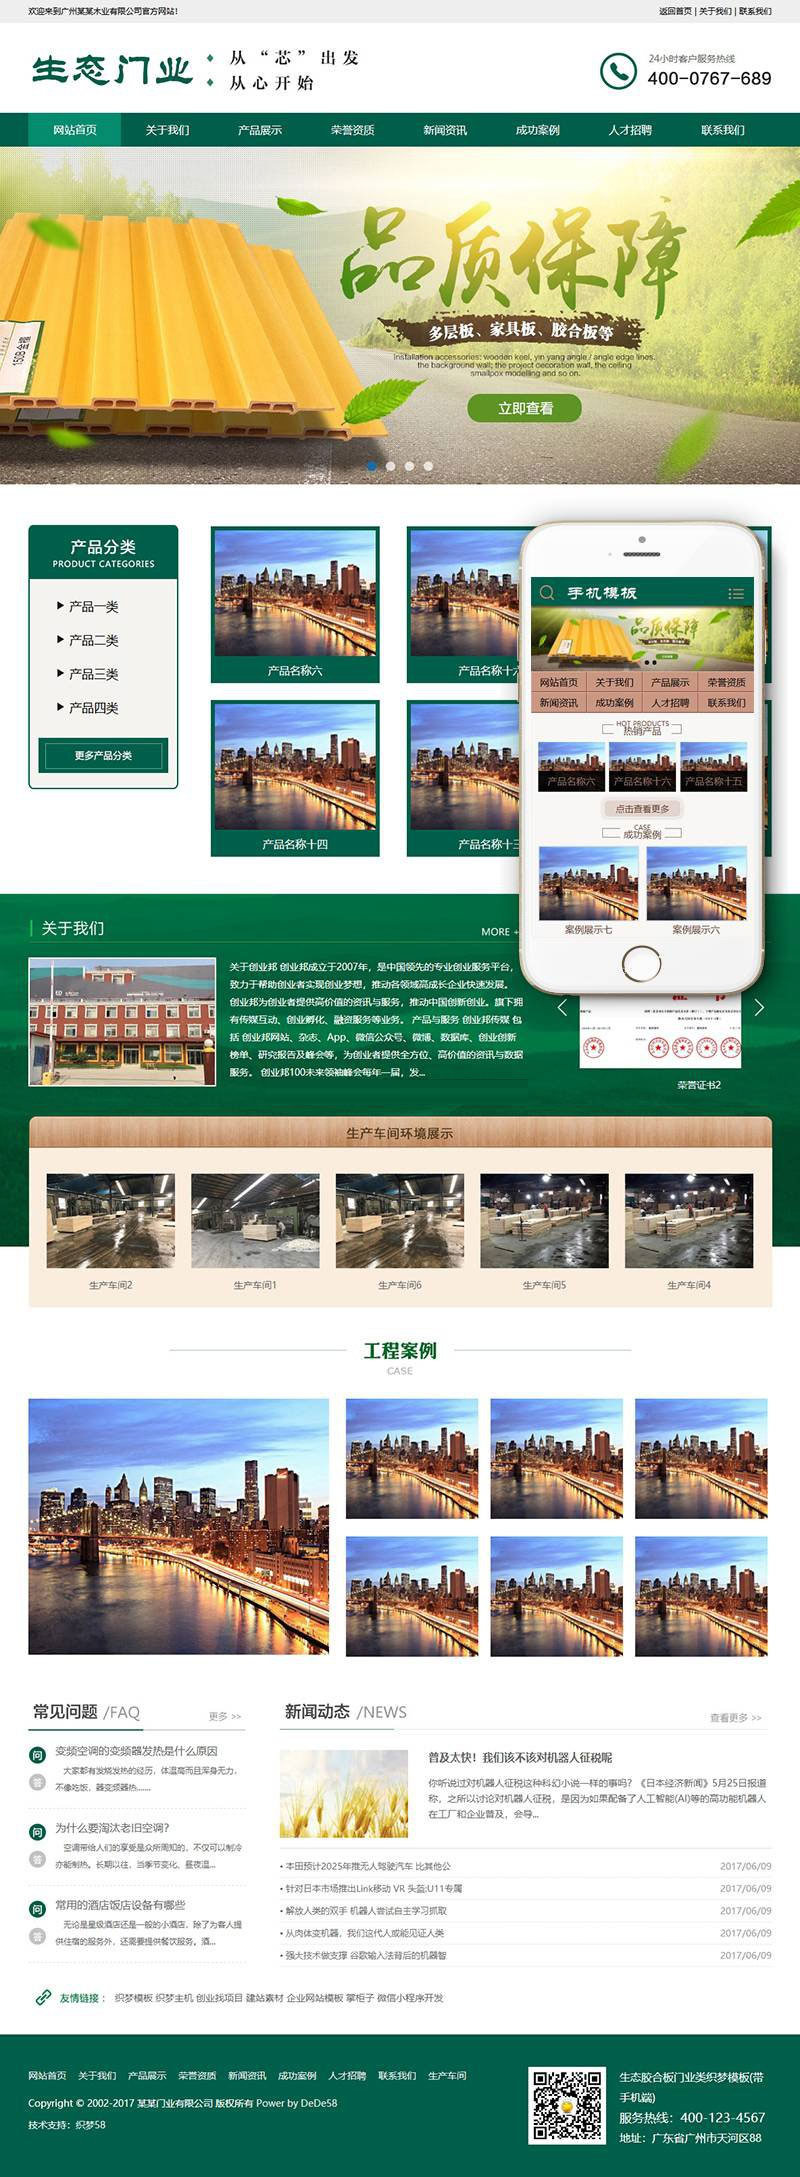 欢迎来到广州某某木业有限公司官方网站!
返回首页 | 关于我们 | 联系我们
生态门业
从“芯”出发
从心开始
24小时客户服务热线
400-0767-689
网站首页 关于我们 产品展示 荣誉资质 新闻资讯 成功案例 人才招聘 联系我们
品质保障
多层板、家具板、胶合板等
Installation accessories: wooden keel, yin yang angle / angle edge lines.
the background wall; the project decoration wall, the ceiling
smallpox modelling and so on.
立即查看
150B 金檀
产品分类
PRODUCT CATEGORIES
产品一类
产品二类
产品三类
产品四类
更多产品分类
产品名称六
产品名称十六
产品名称十四
产品名称十三
手机模板
品质保障
网站首页 关于我们 产品展示 荣誉资质
新闻资讯 成功案例 人才招聘 联系我们
HOT PRODUCTS
热销产品
产品名称六 产品名称十六 产品名称十五
点击查看更多
CASE
成功案例
案例展示七 案例展示六
关于我们
MORE +
关于创业邦 创业邦成立于2007年，是中国领先的专业创业服务平台，
致力于帮助创业者实现创业梦想，推动各领域高成长企业快速发展。
创业邦为创业者提供高价值的资讯与服务，推动中国创新创业。旗下拥
有传媒互动、创业孵化、融资服务等业务。 产品与服务 创业邦传媒 包
括 创业邦网站、杂志、App、微信公众号、微博、数据库、创业创新
榜单、研究报告及峰会等，为创业者提供全方位、高价值的资讯与数据
服务。 创业邦100未来领袖峰会每年一届，发...
荣誉证书2
生产车间环境展示
生产车间2 生产车间1 生产车间6 生产车间5 生产车间4
工程案例
CASE
常见问题 /FAQ
更多 >>
问 变频空调的变频器发热是什么原因
答 大家都有发烧发热的经历，体温高而且浑身无力，
不像吃饭，器变频器热......
问 为什么要淘汰老旧空调?
答 空调带给人们的享受是众所周知的，不仅可以制冷
亦能制热。长期以往，当季节变化、昼夜温...
问 常用的酒店饭店设备有哪些
答 无论是星级酒店还是一般的小酒店，除了为客人提
供住宿的服务外，还需要提供餐饮服务。酒...
新闻动态 /NEWS
查看更多 >>
普及太快！我们该不该对机器人征税呢
你听说过对机器人征税这种科幻小说一样的事吗？《日本经济新闻》5月25日报道
称，之所以讨论对机器人征税，是因为如果配备了人工智能(AI)等的高功能机器人
在工厂和企业普及，会导...
• 本田预计2025年推无人驾驶汽车 比其他公 2017/06/09
• 针对日本市场推出Link移动 VR 头盔:U11专属 2017/06/09
• 解放人类的双手 机器人尝试自主学习抓取 2017/06/09
• 从肉体变机器，我们这代人或能见证人类 2017/06/09
• 强大技术做支撑 谷歌输入法背后的机器智 2017/06/09
友情链接： 织梦模板 织梦主机 创业找项目 建站素材 企业网站模板 掌柜子 微信小程序开发
网站首页 关于我们 产品展示 荣誉资质 新闻资讯 成功案例 人才招聘 联系我们 生产车间
Copyright © 2002-2017 某某门业有限公司 版权所有 Power by DeDe58
技术支持：织梦58
生态胶合板门业类织梦模板(带
手机端)
服务热线：400-123-4567
地址：广东省广州市天河区88